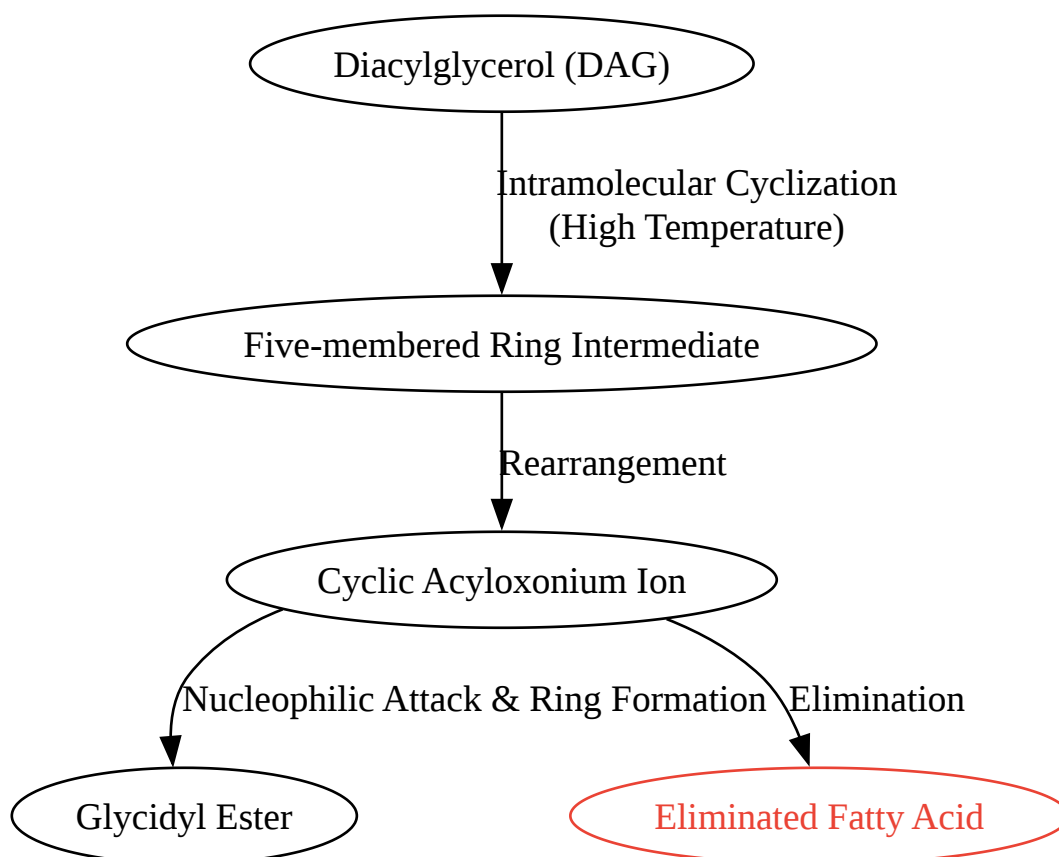 Diacylglycerol (DAG)
Intramolecular Cyclization
(High Temperature)
Five-membered Ring Intermediate
Rearrangement
Cyclic Acyloxonium Ion
Nucleophilic Attack & Ring Formation
Elimination
Glycidyl Ester
Eliminated Fatty Acid